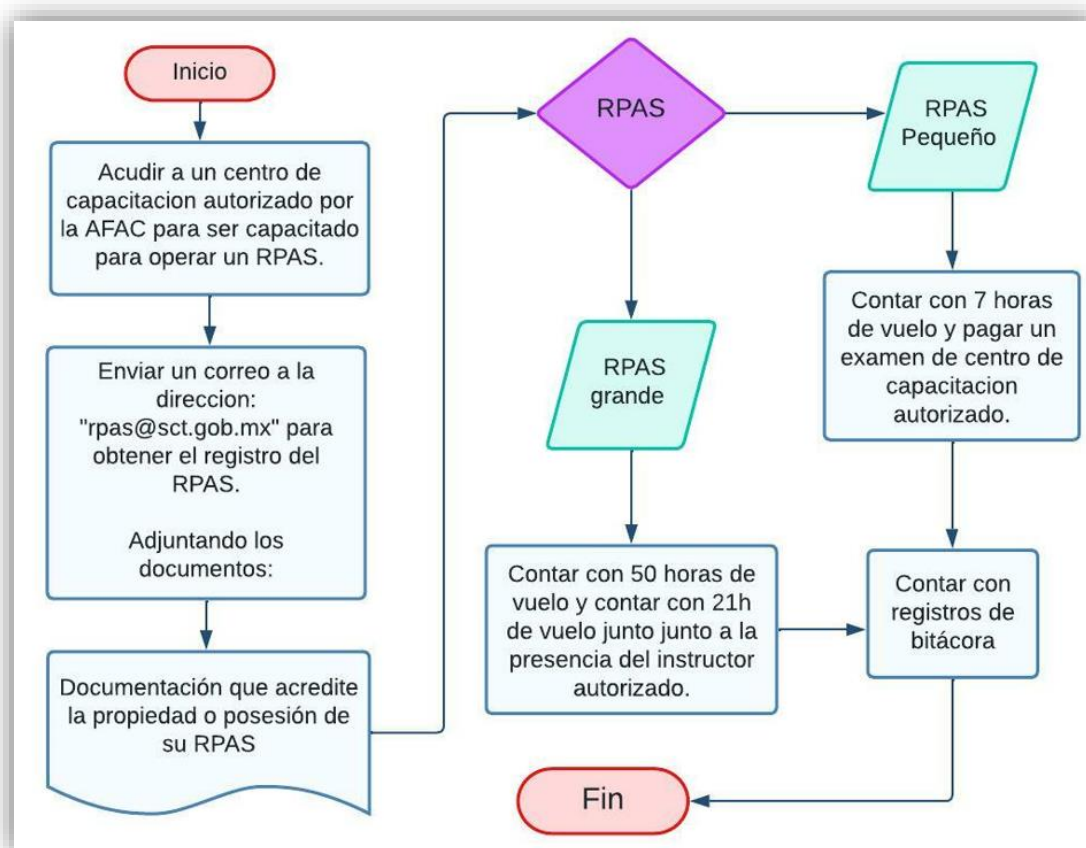 Inicio
Acudir a un centro de
capacitacion autorizado por
la AFAC para ser capacitado
para operar un RPAS.
Enviar un correo a la
direccion:
"rpas@sct.gob.mx" para
obtener el registro del
RPAS.
Adjuntando los
documentos:
Documentación que acredite
la propiedad o posesión de
su RPAS
RPAS
RPAS
grande
Contar con 50 horas de
vuelo y contar con 21h
de vuelo junto junto a la
presencia del instructor
autorizado.
RPAS
Pequeño
Contar con 7 horas
de vuelo y pagar un
examen de centro de
capacitacion
autorizado.
Contar con
registros de
bitácora
Fin